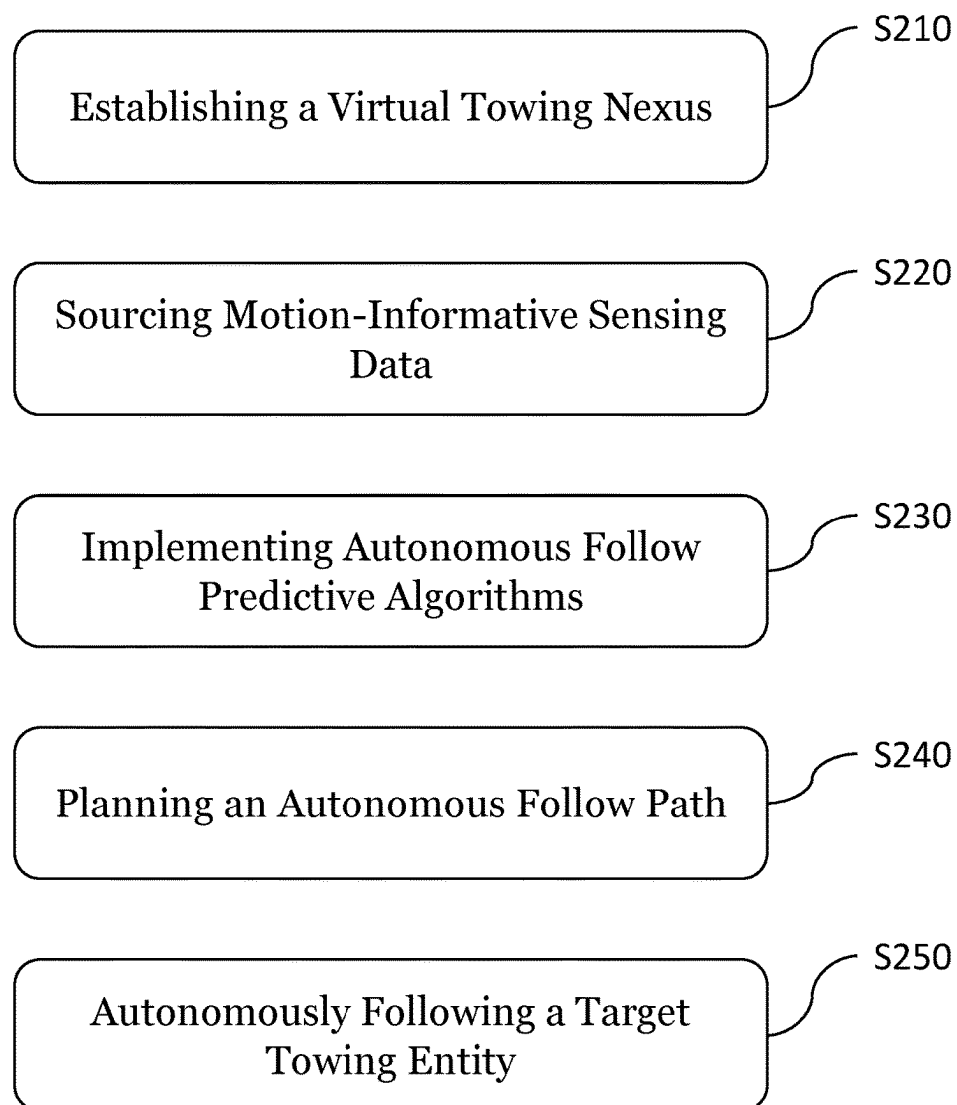 S210
Establishing a Virtual Towing Nexus
S220
Sourcing Motion-Informative Sensing
Data
S230
Implementing Autonomous Follow
Predictive Algorithms
S240
Planning an Autonomous Follow Path
S250
Autonomously Following a Target
Towing Entity